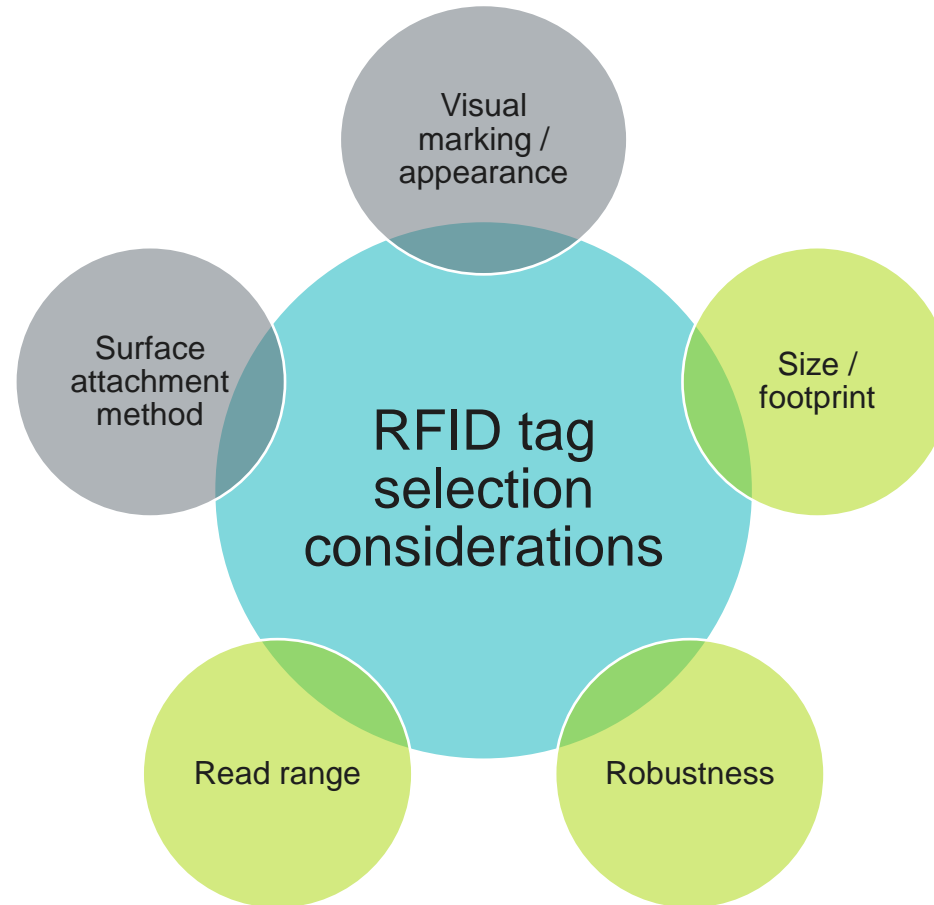 Visual
marking /
appearance
Surface
attachment
method
Size /
footprint
RFID tag
selection
considerations
Read range
Robustness